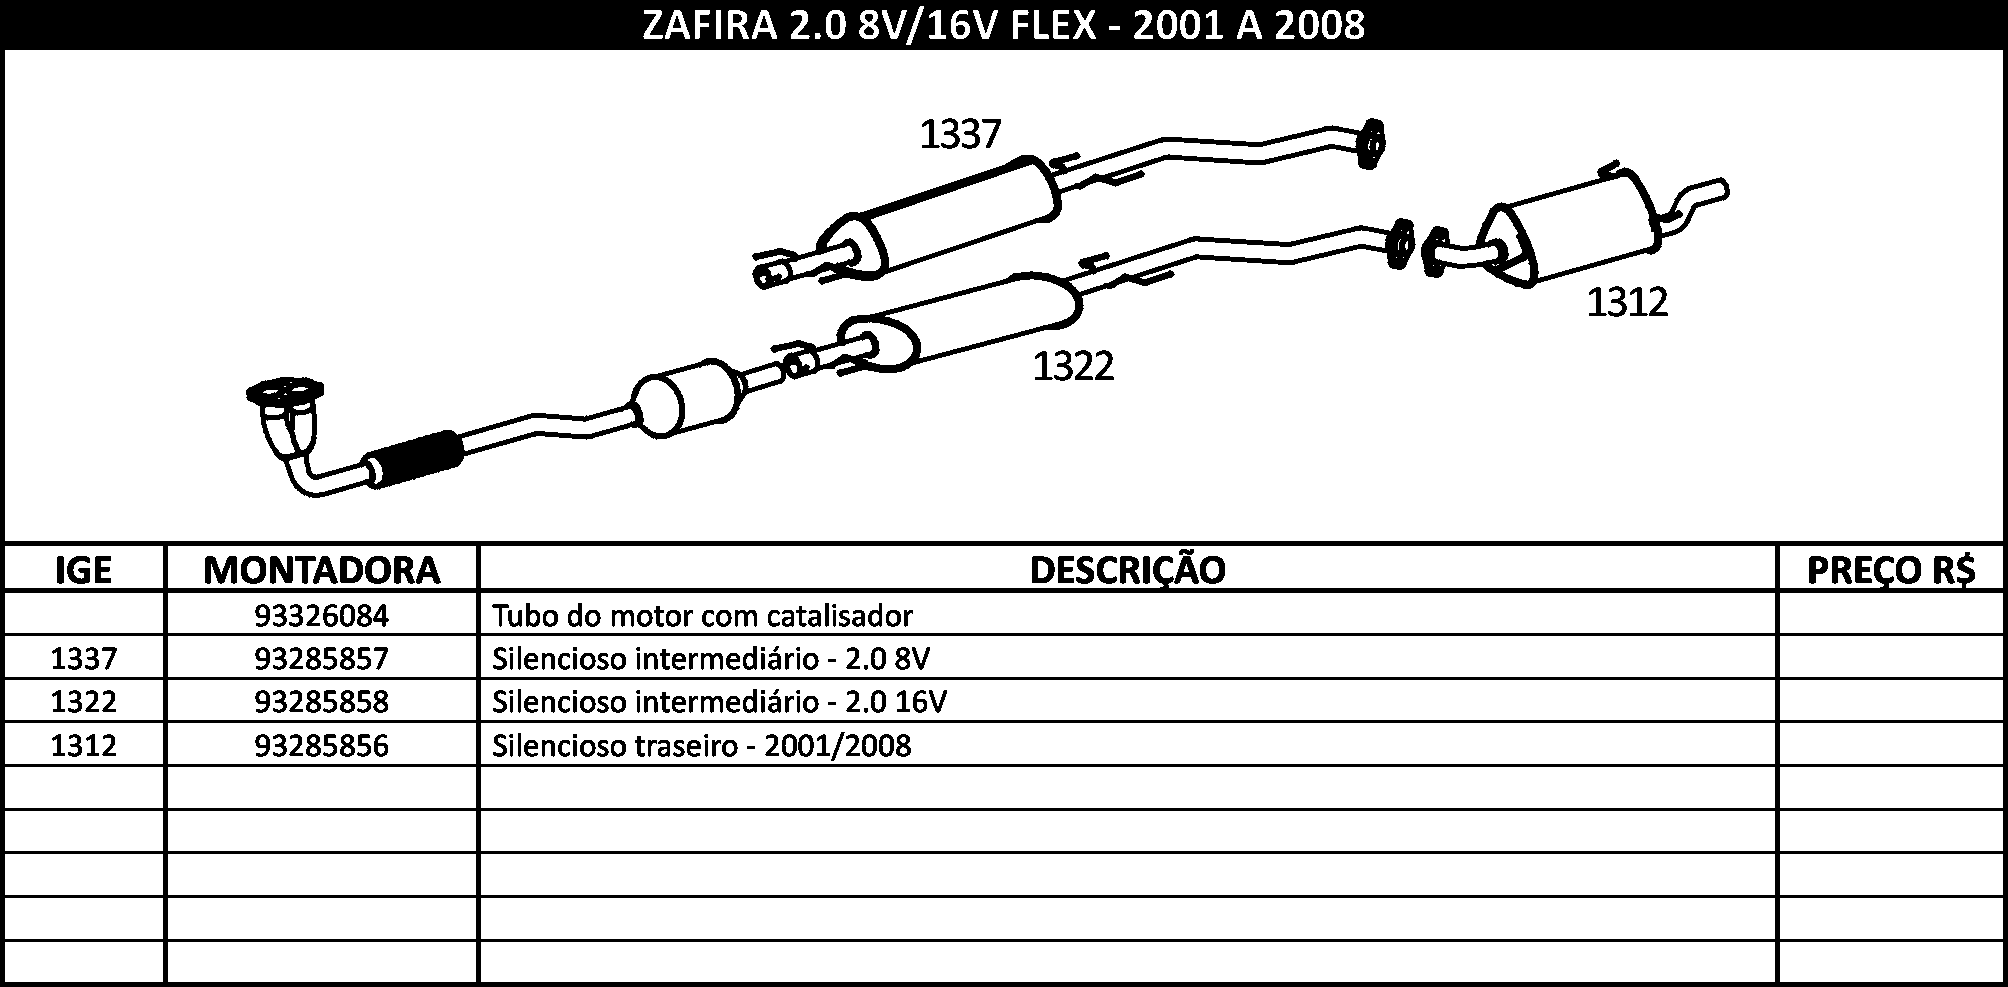 ZAFIRA 2.0 8V/16V FLEX - 2001 A 2008
1337
1312
1322
IGE MONTADORA DESCRIÇÃO PREÇO R$
93326084 Tubo do motor com catalisador
1337 93285857 Silencioso intermediário - 2.0 8V
1322 93285858 Silencioso intermediário - 2.0 16V
1312 93285856 Silencioso traseiro - 2001/2008